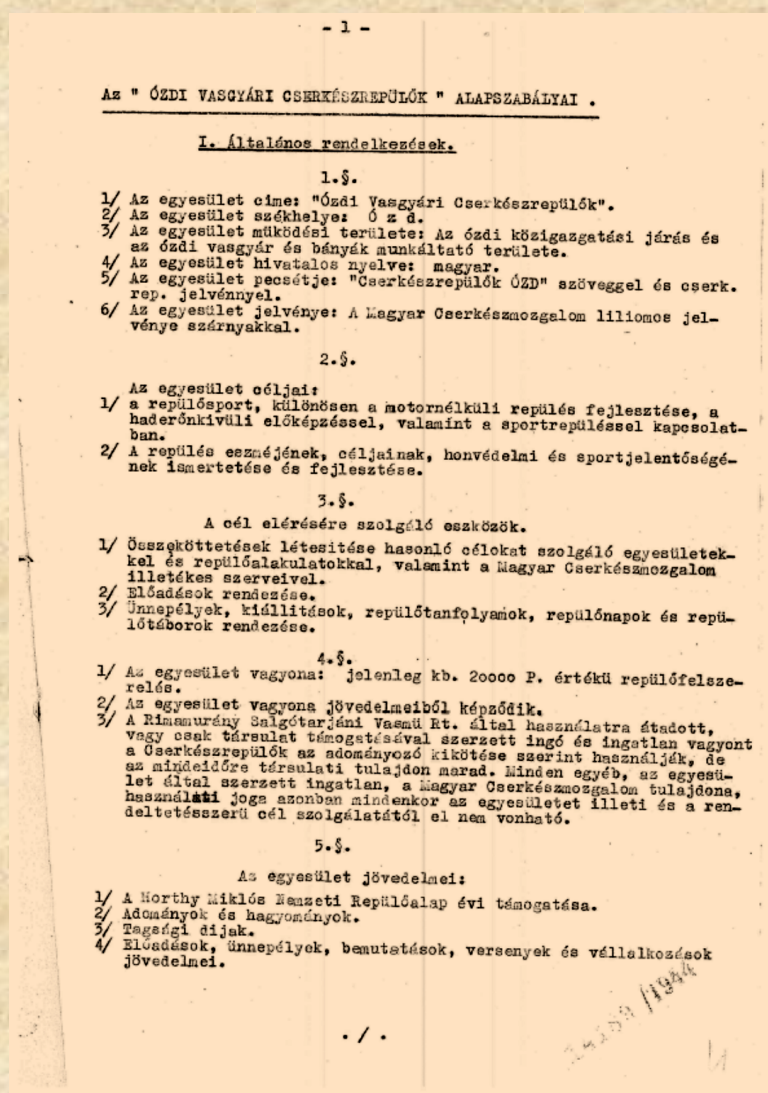 - 1 -
Az " ÓZDI VASGYÁRI CSERKÉSZREPÜLŐK " ALAPSZABÁLYAI .
I. Általános rendelkezések.
1.§.
1/ Az egyesület cime: "Ózdi Vasgyári Cserkészrepülők".
2/ Az egyesület székhelye: Ó z d.
3/ Az egyesület működési területe: Az ózdi közigazgatási járás és
az ózdi vasgyár és bányák munkáltató területe.
4/ Az egyesület hivatalos nyelve: magyar.
5/ Az egyesület pecsétje: "Cserkészrepülők ÓZD" szöveggel és cserk.
rep. jelvénnyel.
6/ Az egyesület jelvénye: A Magyar Cserkészmozgalom liliomos jel-
vénye szárnyakkal.
2.§.
Az egyesület céljai:
1/ a repülősport, különösen a motornélküli repülés fejlesztése, a
haderőnkivüli előképzéssel, valamint a sportrepüléssel kapcsolat-
ban.
2/ A repülés eszméjének, céljainak, honvédelmi és sportjelentőségé-
nek ismertetése és fejlesztése.
3.§.
A cél elérésére szolgáló eszközök.
1/ Összeköttetések létesitése hasonló célokat szolgáló egyesületek-
kel és repülőalakulatokkal, valamint a Magyar Cserkészmozgalom
illetékes szerveivel.
2/ Előadások rendezése.
3/ Ünnepélyek, kiállitások, repülőtanfolyamok, repülőnapok és repü-
lőtáborok rendezése.
4.§.
1/ Az egyesület vagyona: jelenleg kb. 20000 P. értékü repülőfelsze-
relés.
2/ Az egyesület vagyona jövedelmeiből képződik.
3/ A Rimamurány Salgótarjáni Vasmü Rt. által használatra átadott,
vagy csak társulat támogatásával szerzett ingó és ingatlan vagyont
a Cserkészrepülők az adományozó kikötése szerint használják, de
az mindeidőre társulati tulajdon marad. Minden egyéb, az egyesü-
let által szerzett ingatlan, a Magyar Cserkészmozgalom tulajdona,
használati joga azonban mindenkor az egyesületet illeti és a ren-
deltetésszerü cél szolgálatától el nem vonható.
5.§.
Az egyesület jövedelmei:
1/ A Horthy Miklós Nemzeti Repülőalap évi támogatása.
2/ Adományok és hagyományok.
3/ Tagsági dijak.
4/ Előadások, ünnepélyek, bemutatások, versenyek és vállalkozások
jövedelmei.
/1944
. / .